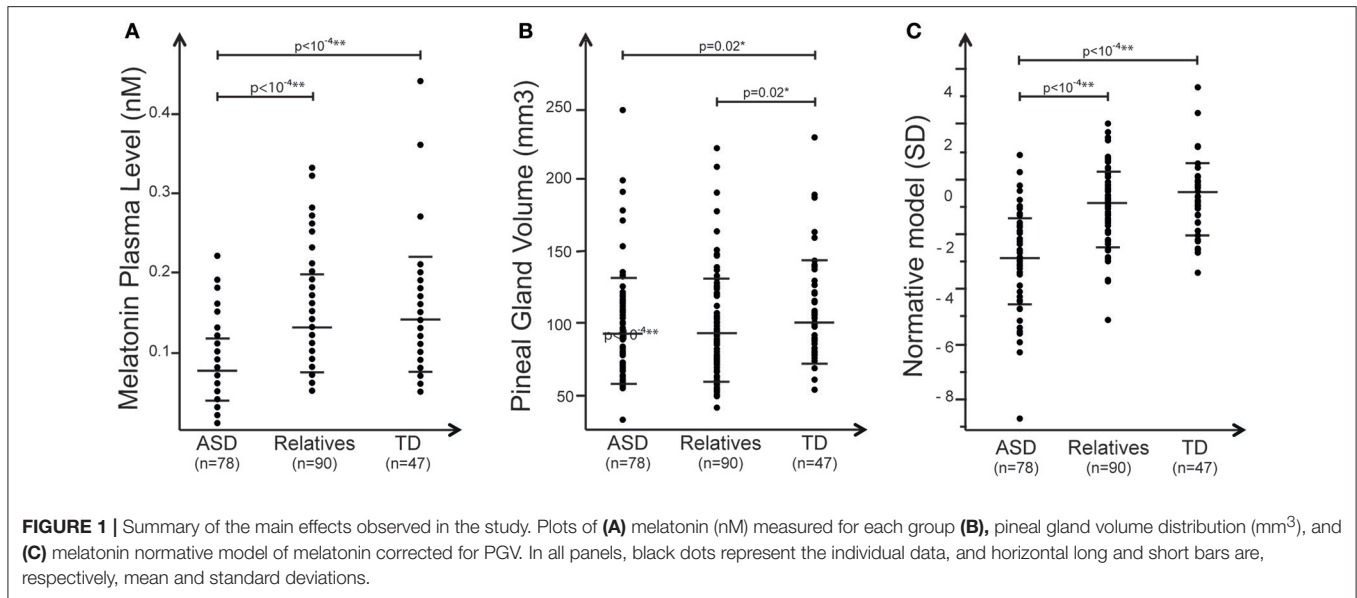 A
p<10-4**
p<10-4**
Melatonin Plasma Level (nM)
0.4
0.3
0.2
0.1
ASD
(n=78)
Relatives
(n=90)
TD
(n=47)
B
p=0.02*
p=0.02*
Pineal Gland Volume (mm3)
250
200
150
100
50
p<10-4**
ASD
(n=78)
Relatives
(n=90)
TD
(n=47)
C
p<10-4**
p<10-4**
Normative model (SD)
4
2
0
- 2
- 4
- 6
- 8
ASD
(n=78)
Relatives
(n=90)
TD
(n=47)
FIGURE 1 | Summary of the main effects observed in the study. Plots of (A) melatonin (nM) measured for each group (B), pineal gland volume distribution (mm3), and
(C) melatonin normative model of melatonin corrected for PGV. In all panels, black dots represent the individual data, and horizontal long and short bars are,
respectively, mean and standard deviations.